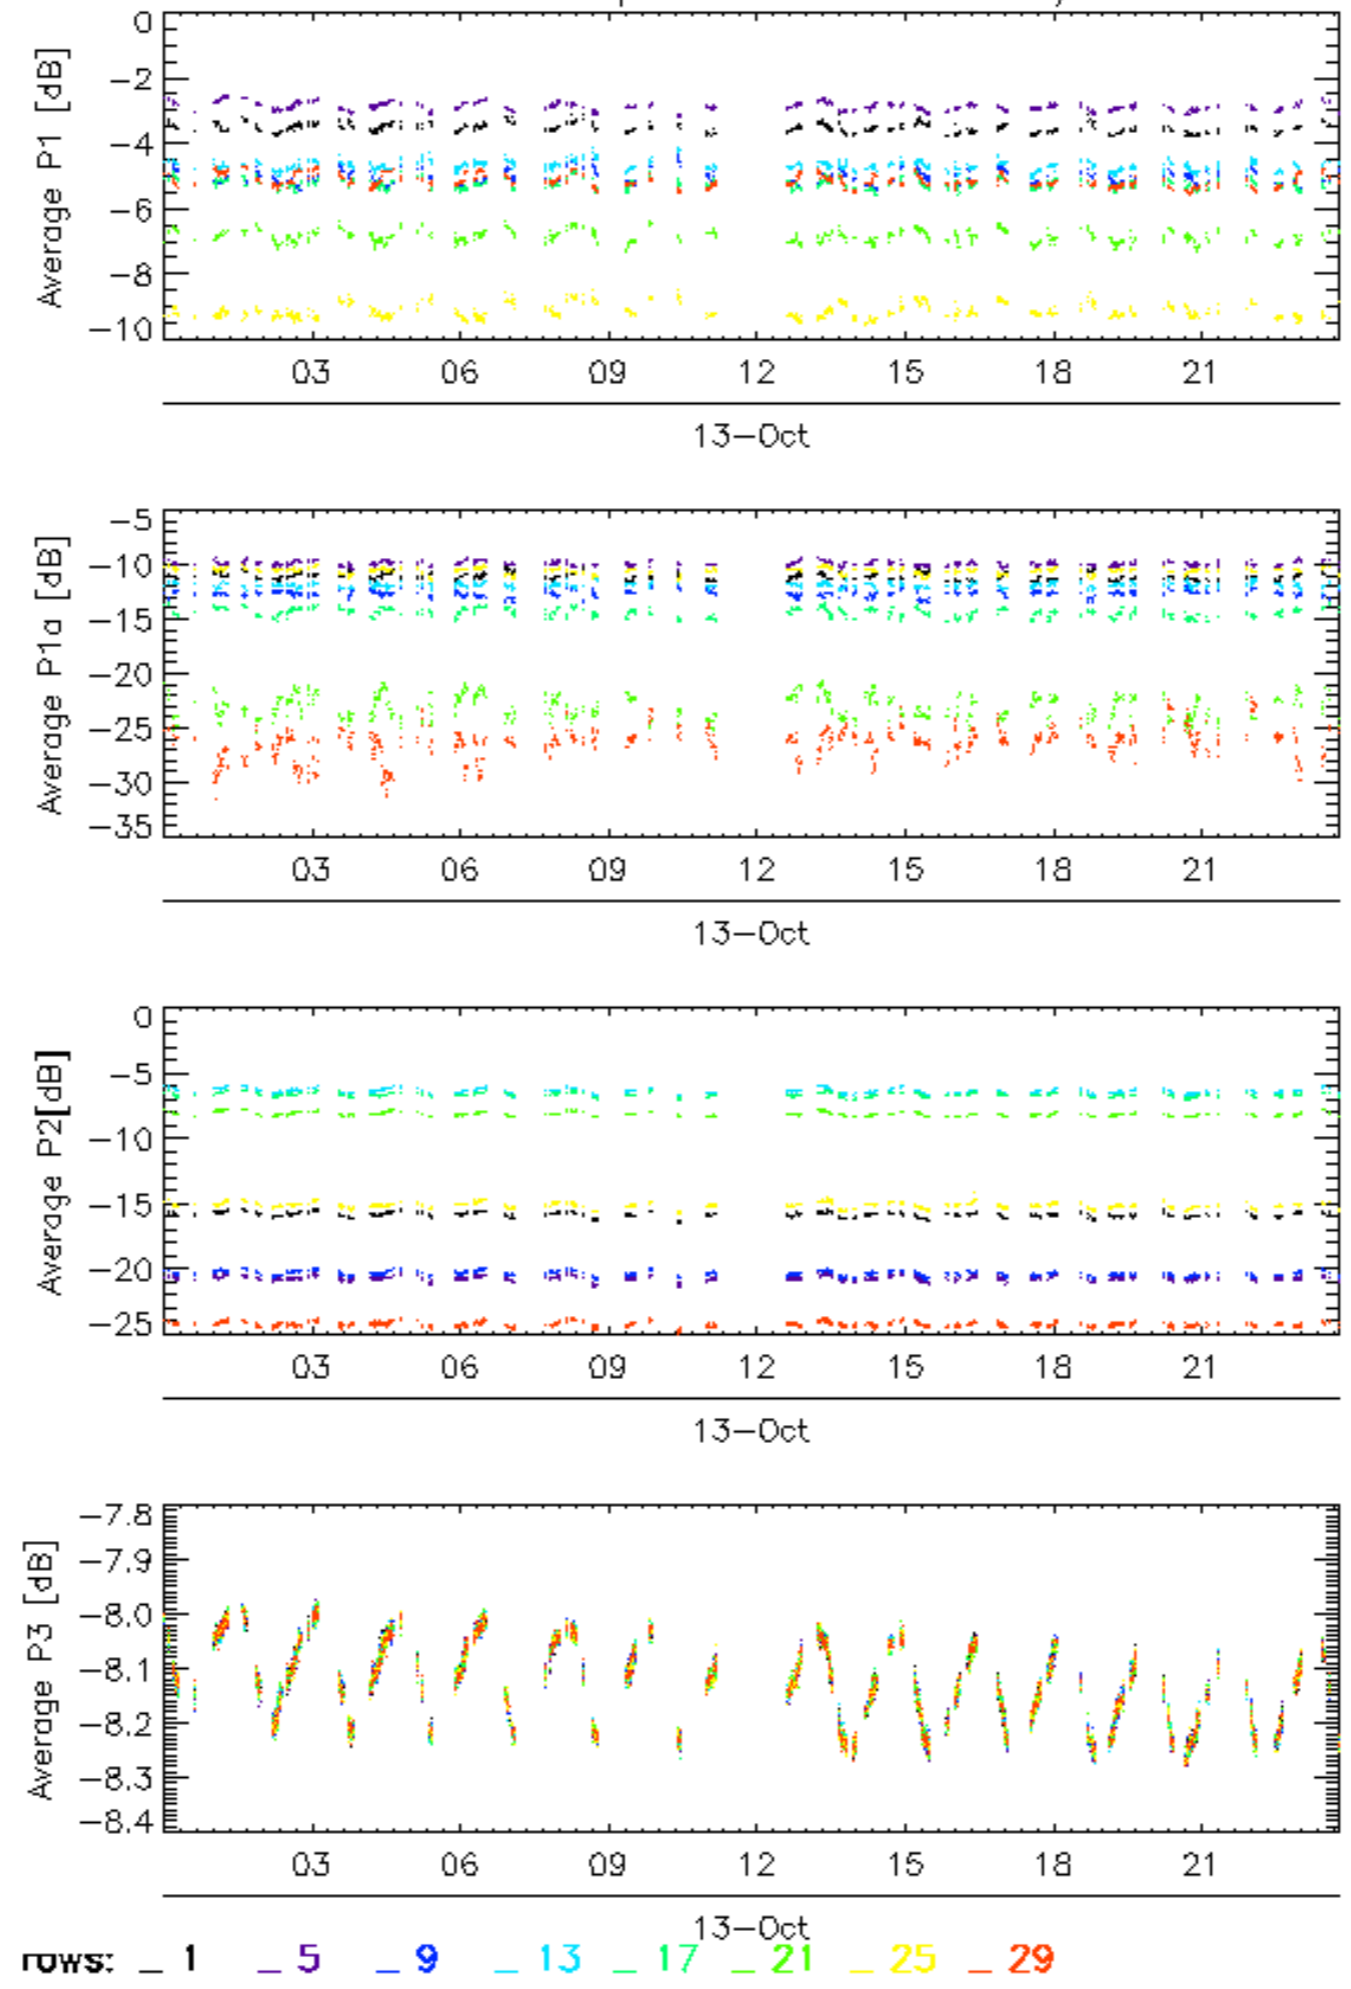 0
−2
−4
−6
−8
−10
Average P1 [dB]
03 06 09 12 15 18 21
13−Oct
−5
−10
−15
−20
−25
−30
−35
Average P1a [dB]
03 06 09 12 15 18 21
13−Oct
0
−5
−10
−15
−20
−25
Average P2[dB]
03 06 09 12 15 18 21
13−Oct
−7.8
−7.9
−8.0
−8.1
−8.2
−8.3
−8.4
Average P3 [dB]
03 06 09 12 15 18 21
13−Oct
rows: _ 1 _ 5 _ 9 _ 13 _ 17 _ 21 _ 25 _ 29